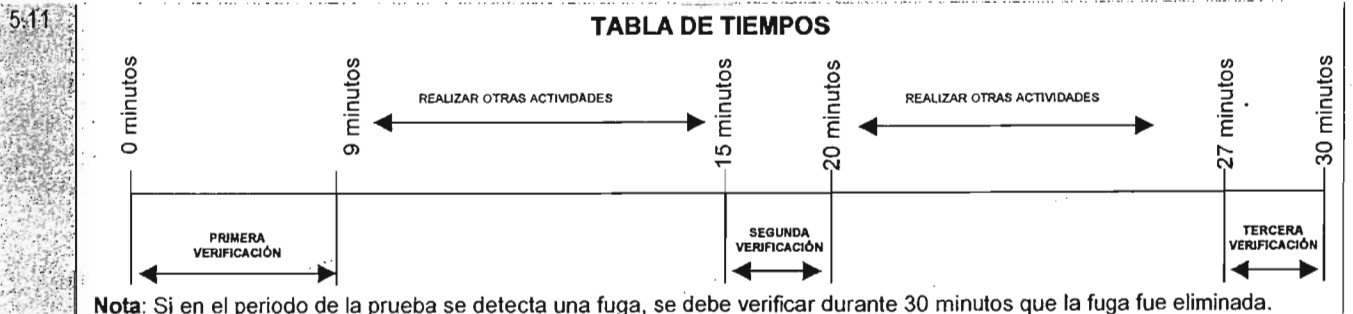 5.11
TABLA DE TIEMPOS
0 minutos
9 minutos
REALIZAR OTRAS ACTIVIDADES
15 minutos
20 minutos
REALIZAR OTRAS ACTIVIDADES
27 minutos
30 minutos
PRIMERA
VERIFICACIÓN
SEGUNDA
VERIFICACIÓN
TERCERA
VERIFICACIÓN
Nota: Si en el periodo de la prueba se detecta una fuga, se debe verificar durante 30 minutos que la fuga fue eliminada.